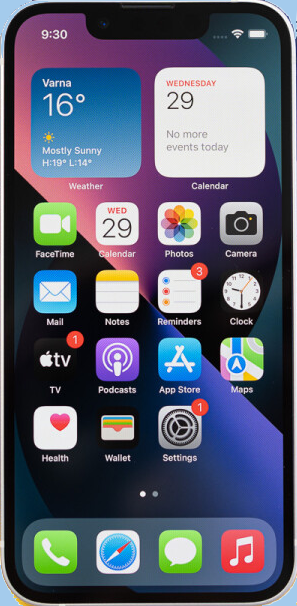 9:30
Varna
16°
Mostly Sunny
H:19° L:14°
Weather
WEDNESDAY
29
No more
events today
Calendar
FaceTime
WED
29
Calendar
Photos
Camera
Mail
Notes
3
Reminders
Clock
tv
1
TV
Podcasts
App Store
Maps
Health
Wallet
1
Settings